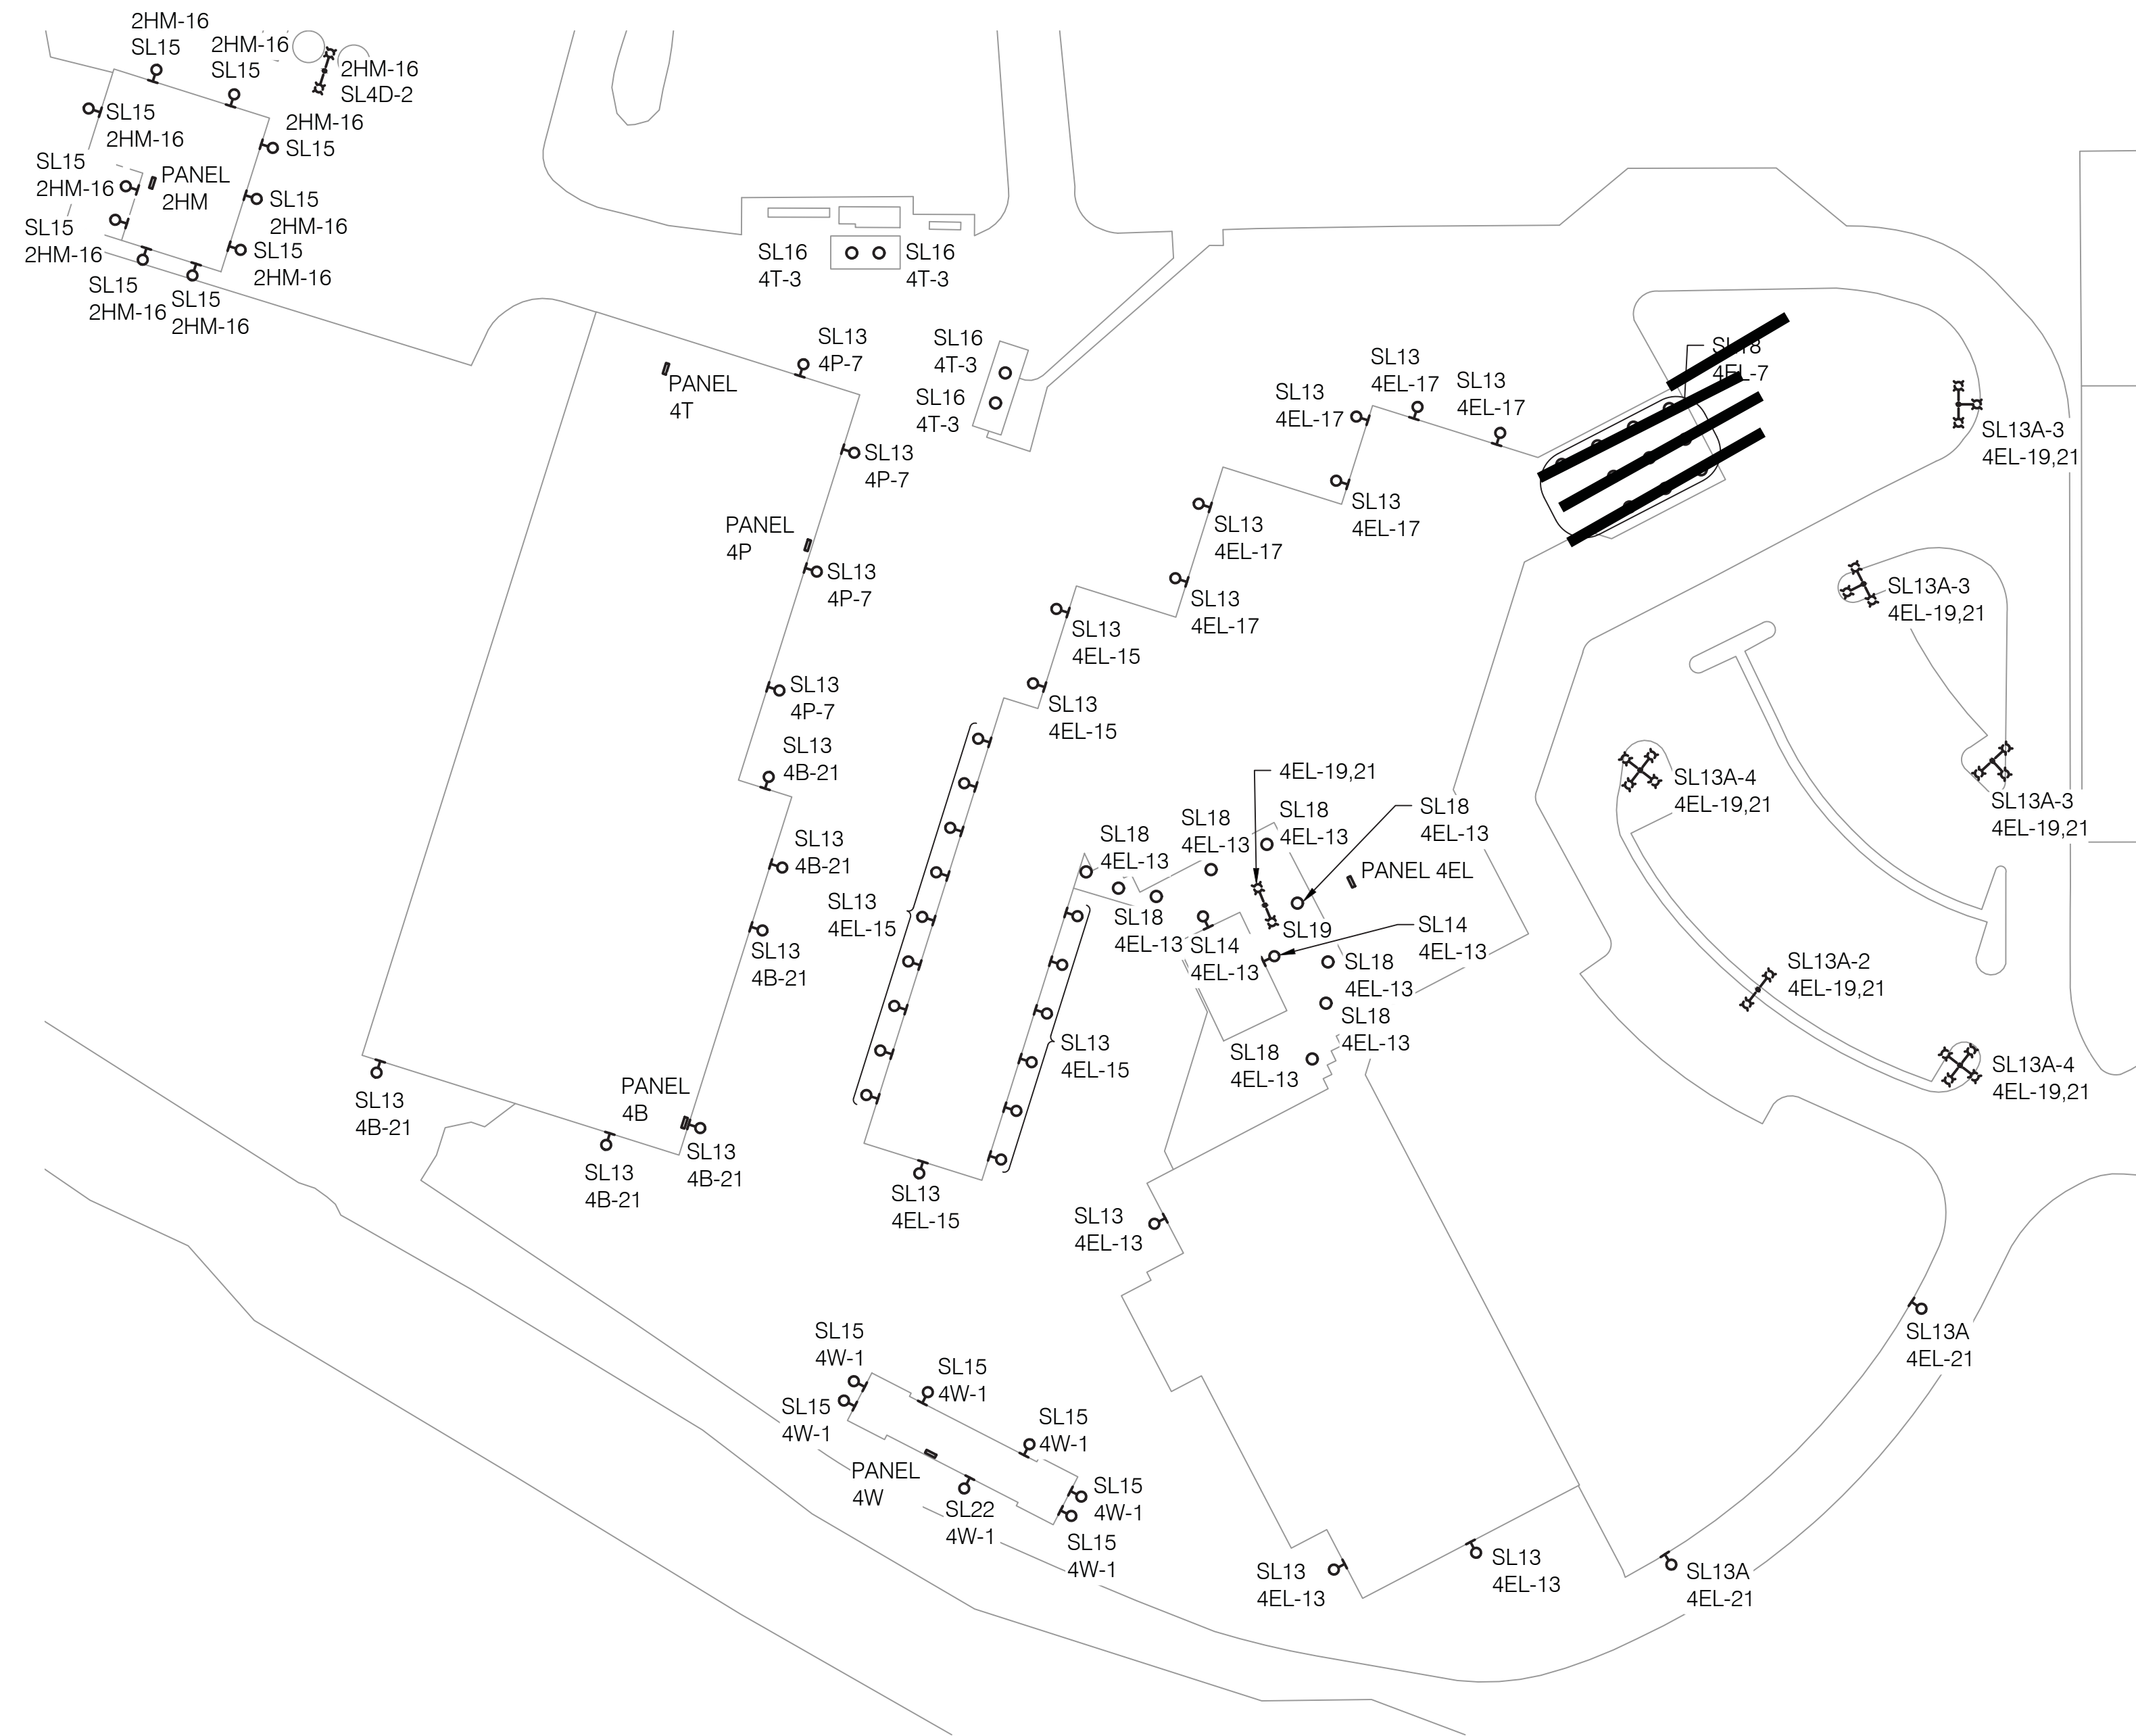 2HM-16
SL15
2HM-16
SL15
2HM-16
SL4D-2
SL15
2HM-16
2HM-16
SL15
SL15
2HM-16
PANEL
2HM
SL15
2HM-16
SL15
2HM-16
SL15
2HM-16
SL15
2HM-16
SL15
2HM-16
SL16
4T-3
SL16
4T-3
SL16
4T-3
SL16
4T-3
PANEL
4T
SL13
4P-7
SL13
4P-7
PANEL
4P
SL13
4P-7
SL13
4P-7
SL13
4B-21
SL13
4B-21
SL13
4B-21
PANEL
4B
SL13
4B-21
SL13
4B-21
SL13
4B-21
SL13
4EL-17
SL13
4EL-17
SL13
4EL-17
SL13
4EL-17
SL13
4EL-17
SL13
4EL-17
SL13
4EL-15
SL13
4EL-15
SL13
4EL-15
SL13
4EL-15
SL13
4EL-15
SL18
4EL-7
SL13A-3
4EL-19,21
SL13A-3
4EL-19,21
SL13A-3
4EL-19,21
SL13A-4
4EL-19,21
SL13A-2
4EL-19,21
SL13A-4
4EL-19,21
4EL-19,21
SL18
4EL-13
SL18
4EL-13
SL18
4EL-13
SL18
4EL-13
PANEL 4EL
SL18
4EL-13
SL19
SL14
4EL-13
SL14
4EL-13
SL18
4EL-13
SL18
4EL-13
SL18
4EL-13
SL13
4EL-13
SL13A
4EL-21
SL15
4W-1
SL15
4W-1
SL15
4W-1
SL15
4W-1
PANEL
4W
SL22
4W-1
SL15
4W-1
SL15
4W-1
SL13
4EL-13
SL13
4EL-13
SL13A
4EL-21